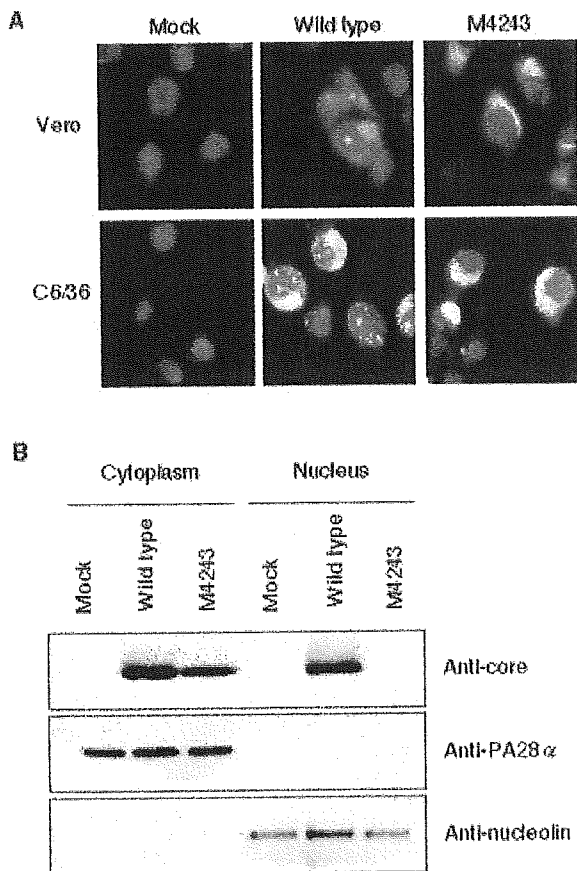 A
Mock Wild type M4243
Vero
C6/36
B
Cytoplasm Nucleus
Mock Wild type M4243 Mock Wild type M4243
Anti-core
Anti-PA28α
Anti-nucleolin